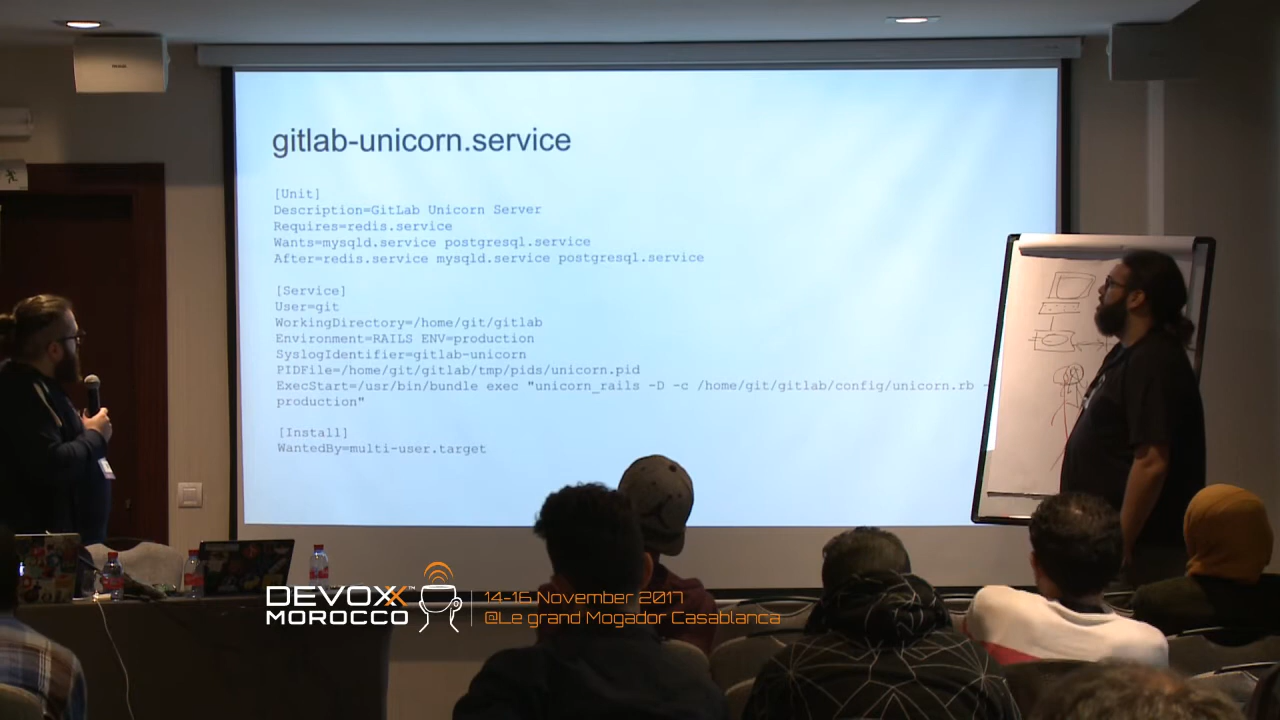 gitlab-unicorn.service
[Unit]
Description=GitLab Unicorn Server
Requires=redis.service
Wants=mysqld.service postgresql.service
After=redis.service mysqld.service postgresql.service
[Service]
User=git
WorkingDirectory=/home/git/gitlab
Environment=RAILS ENV=production
SyslogIdentifier=gitlab-unicorn
PIDFile=/home/git/gitlab/tmp/pids/unicorn.pid
ExecStart=/usr/bin/bundle exec "unicorn_rails -D -c /home/git/gitlab/config/unicorn.rb -
production"
[Install]
WantedBy=multi-user.target
DEVOXX™
MOROCCO
14-16 November 2017
@Le grand Mogador Casablanca